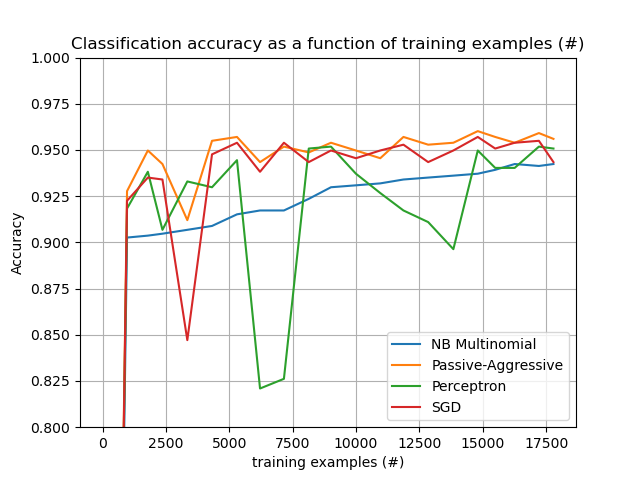 Classification accuracy as a function of training examples (#)
1.000
0.975
0.950
0.925
0.900
0.875
0.850
0.825
0.800
Accuracy
NB Multinomial
Passive-Aggressive
Perceptron
SGD
0 2500 5000 7500 10000 12500 15000 17500
training examples (#)